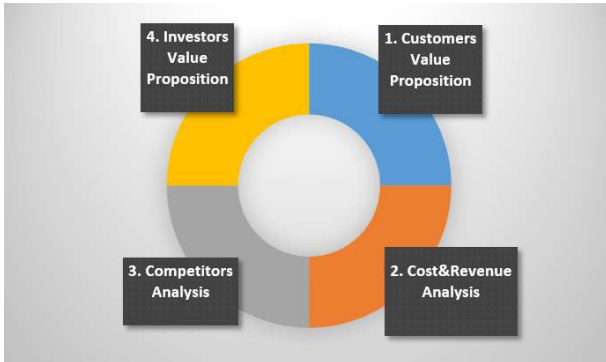 1. Customers
Value
Proposition
2. Cost&Revenue
Analysis
3. Competitors
Analysis
4. Investors
Value
Proposition